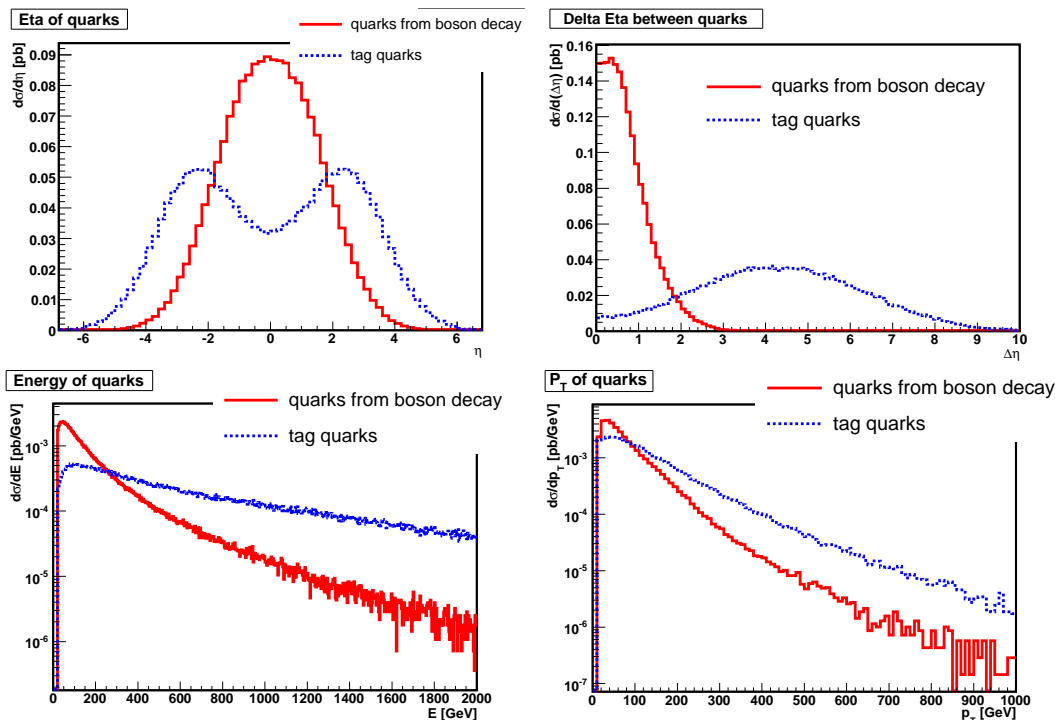 Eta of quarks
quarks from boson decay
tag quarks
dσ/dη [pb]
0.09
0.08
0.07
0.06
0.05
0.04
0.03
0.02
0.01
0
-6 -4 -2 0 2 4 6
η
Delta Eta between quarks
quarks from boson decay
tag quarks
dσ/d(Δη) [pb]
0.16
0.14
0.12
0.1
0.08
0.06
0.04
0.02
0
0 1 2 3 4 5 6 7 8 9 10
Δη
Energy of quarks
quarks from boson decay
tag quarks
dσ/dE [pb/GeV]
10⁻³
10⁻⁴
10⁻⁵
10⁻⁶
0 200 400 600 800 1000 1200 1400 1600 1800 2000
E [GeV]
P_T of quarks
quarks from boson decay
tag quarks
dσ/dp_T [pb/GeV]
10⁻³
10⁻⁴
10⁻⁵
10⁻⁶
10⁻⁷
0 100 200 300 400 500 600 700 800 900 1000
p_T [GeV]